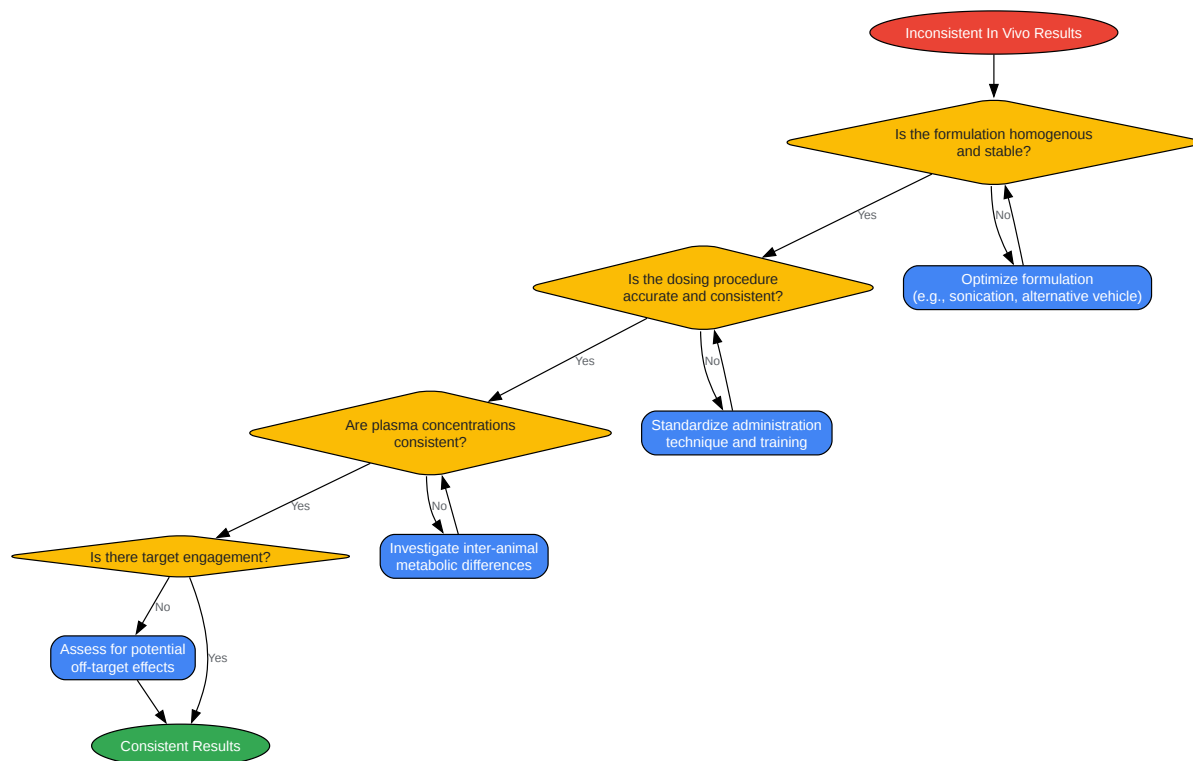 Inconsistent In Vivo Results
Is the formulation homogenous
and stable?
Yes
No
Optimize formulation
(e.g., sonication, alternative vehicle)
Is the dosing procedure
accurate and consistent?
Yes
No
Standardize administration
technique and training
Are plasma concentrations
consistent?
Yes
No
Investigate inter-animal
metabolic differences
Is there target engagement?
No
Yes
Assess for potential
off-target effects
Consistent Results